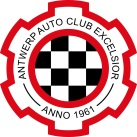 ANTWERP AUTO CLUB EXCELSIOR
ANNO 1961